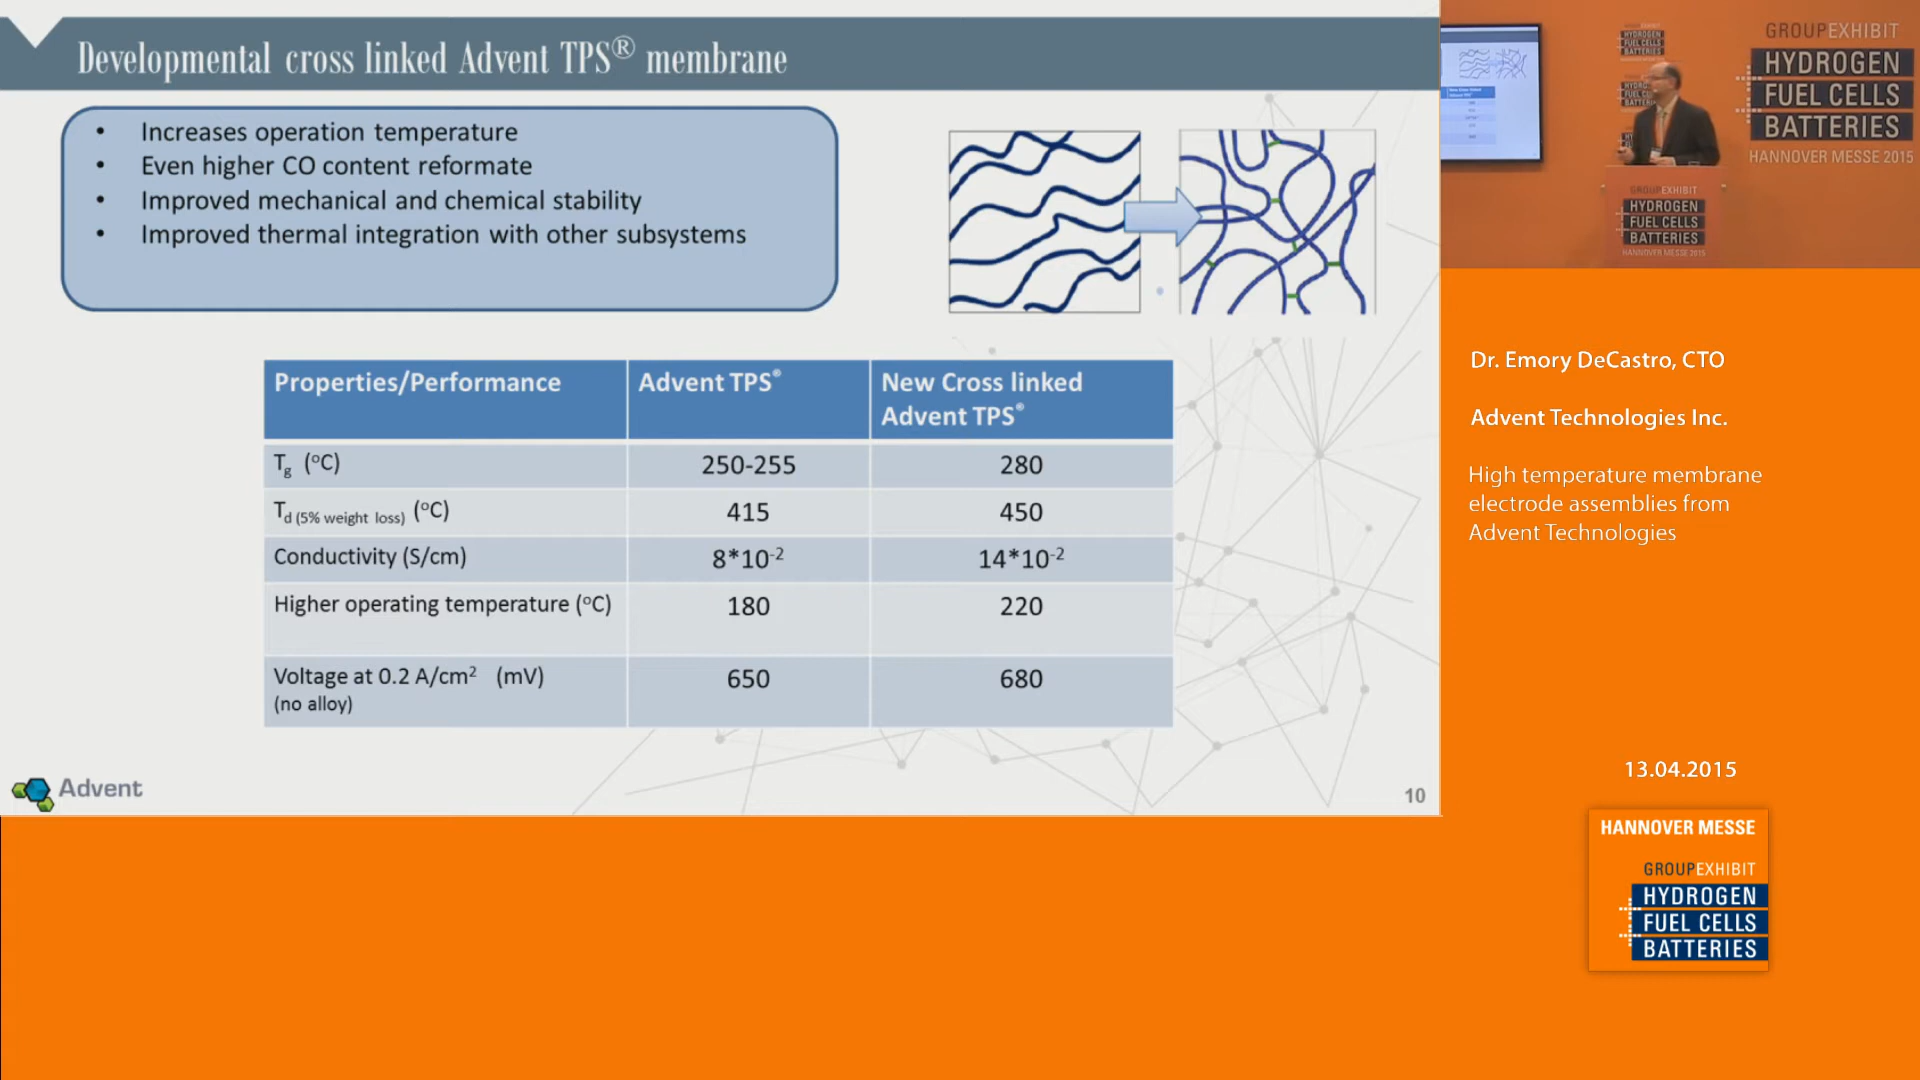 Developmental cross linked Advent TPS® membrane
• Increases operation temperature
• Even higher CO content reformate
• Improved mechanical and chemical stability
• Improved thermal integration with other subsystems
Properties/Performance Advent TPS® New Cross linked
Advent TPS®
Tg (°C) 250-255 280
Td (5% weight loss) (°C) 415 450
Conductivity (S/cm) 8*10-2 14*10-2
Higher operating temperature (°C) 180 220
Voltage at 0.2 A/cm² (mV) 650 680
(no alloy)
Advent
10
GROUPEXHIBIT
HYDROGEN
FUEL CELLS
BATTERIES
HANNOVER MESSE 2015
HYDROGEN
FUEL CELLS
BATTERIES
GROUPEXHIBIT
HYDROGEN
FUEL CELLS
BATTERIES
HANNOVER MESSE 2015
Dr. Emory DeCastro, CTO
Advent Technologies Inc.
High temperature membrane
electrode assemblies from
Advent Technologies
13.04.2015
HANNOVER MESSE
GROUPEXHIBIT
HYDROGEN
FUEL CELLS
BATTERIES